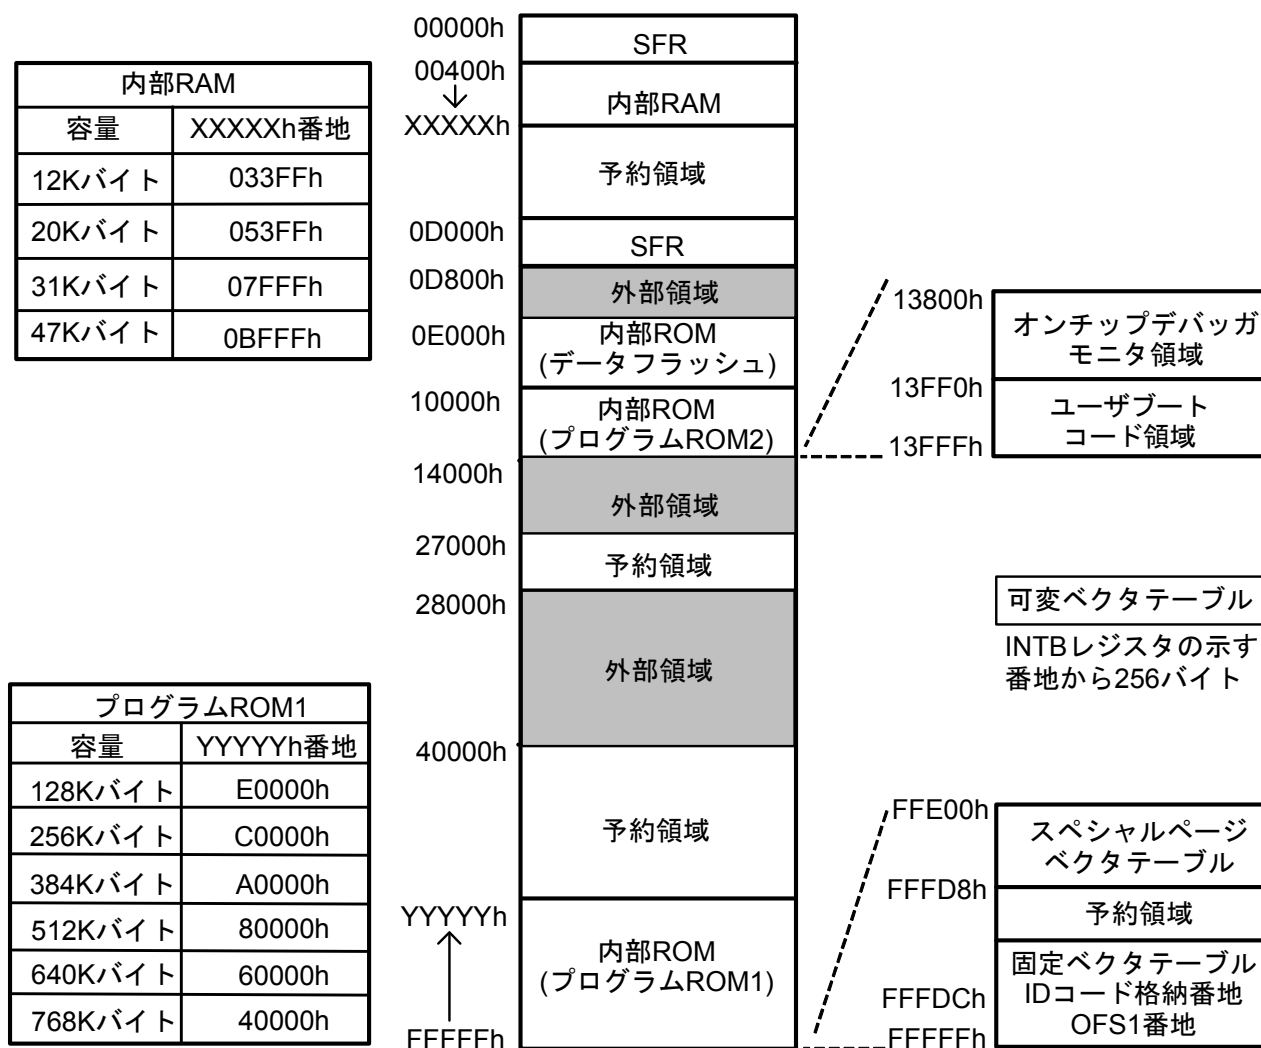 内部RAM
容量 XXXXXh番地
12Kバイト 033FFh
20Kバイト 053FFh
31Kバイト 07FFFh
47Kバイト 0BFFFh
プログラムROM1
容量 YYYYYh番地
128Kバイト E0000h
256Kバイト C0000h
384Kバイト A0000h
512Kバイト 80000h
640Kバイト 60000h
768Kバイト 40000h
00000h
SFR
00400h
内部RAM
XXXXXh
予約領域
0D000h
SFR
0D800h
外部領域
0E000h
内部ROM
(データフラッシュ)
10000h
内部ROM
(プログラムROM2)
14000h
外部領域
27000h
予約領域
28000h
外部領域
40000h
予約領域
YYYYYh
内部ROM
(プログラムROM1)
FFFFFh
13800h
オンチップデバッガ
モニタ領域
13FF0h
ユーザブート
コード領域
13FFFh
可変ベクタテーブル
INTBレジスタの示す
番地から256バイト
FFE00h
スペシャルページ
ベクタテーブル
FFFD8h
予約領域
固定ベクタテーブル
IDコード格納番地
FFFDCh
OFS1番地
FFFFFh